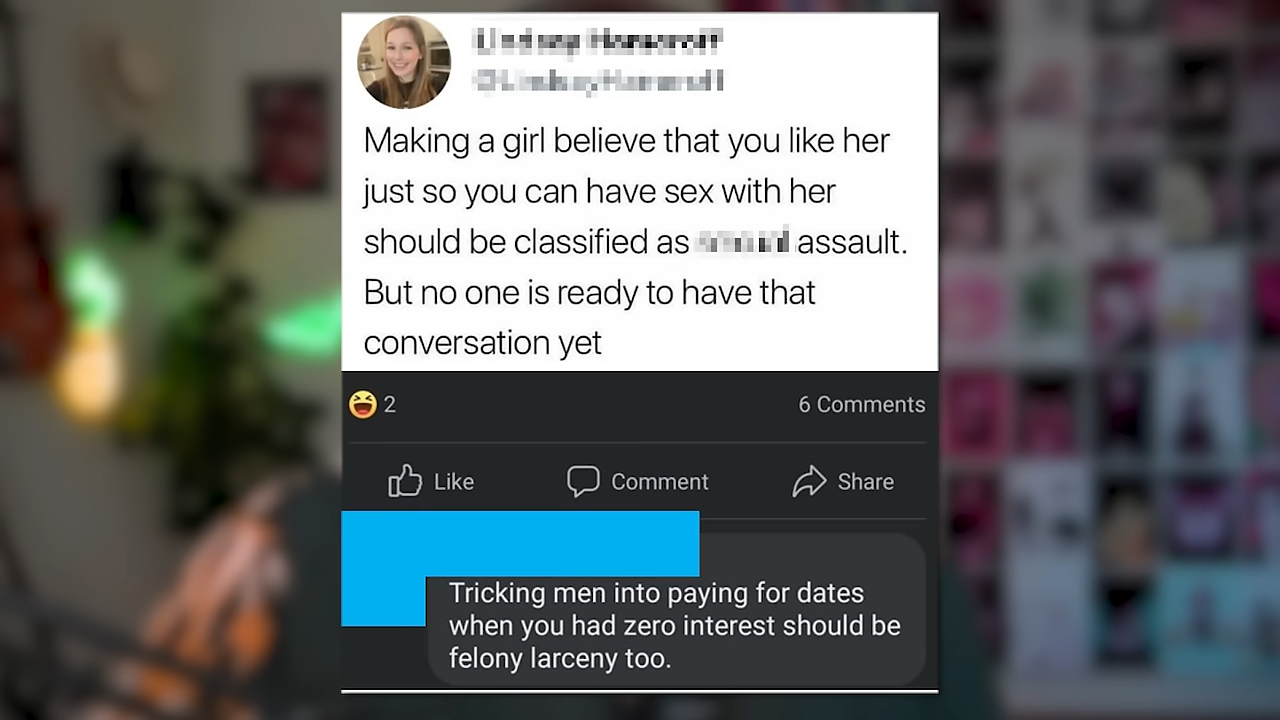 Making a girl believe that you like her
just so you can have sex with her
should be classified as assault.
But no one is ready to have that
conversation yet
2
6 Comments
Like
Comment
Share
Tricking men into paying for dates
when you had zero interest should be
felony larceny too.